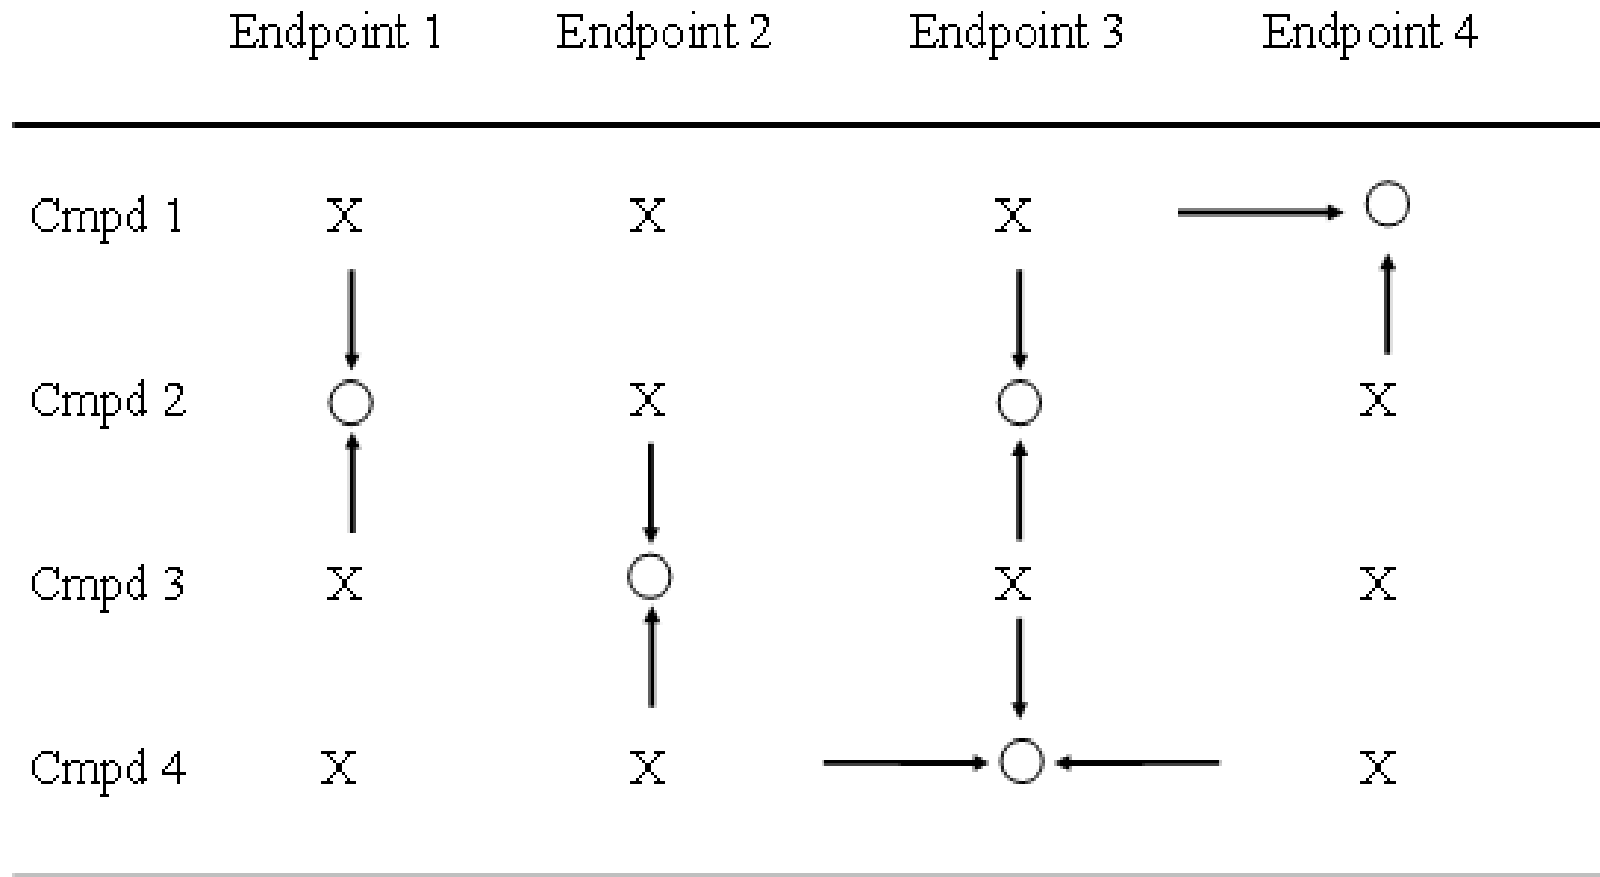 Endpoint 1 Endpoint 2 Endpoint 3 Endpoint 4
Cmpd 1 X X X
Cmpd 2 X X
Cmpd 3 X X X
Cmpd 4 X X X